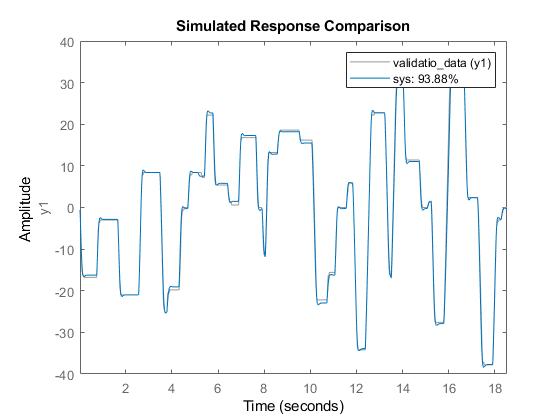 Simulated Response Comparison
validatio_data (y1)
sys: 93.88%
Amplitude
y1
40
30
20
10
0
-10
-20
-30
-40
2 4 6 8 10 12 14 16 18
Time (seconds)